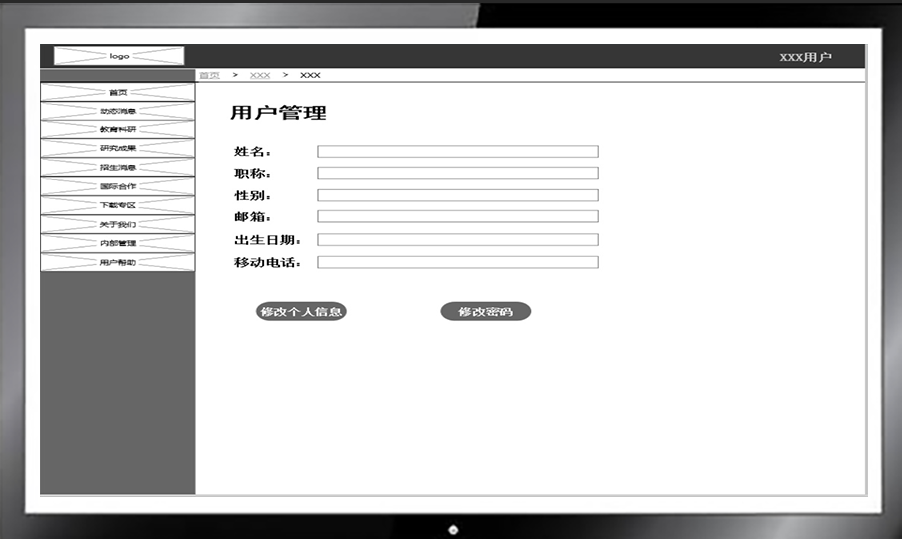 logo
XXX用户
首页 > XXX > XXX
首页
动态消息
教育科研
研究成果
招生消息
国际合作
下载专区
关于我们
内部管理
用户帮助
用户管理
姓名：
职称：
性别：
邮箱：
出生日期：
移动电话：
修改个人信息 修改密码